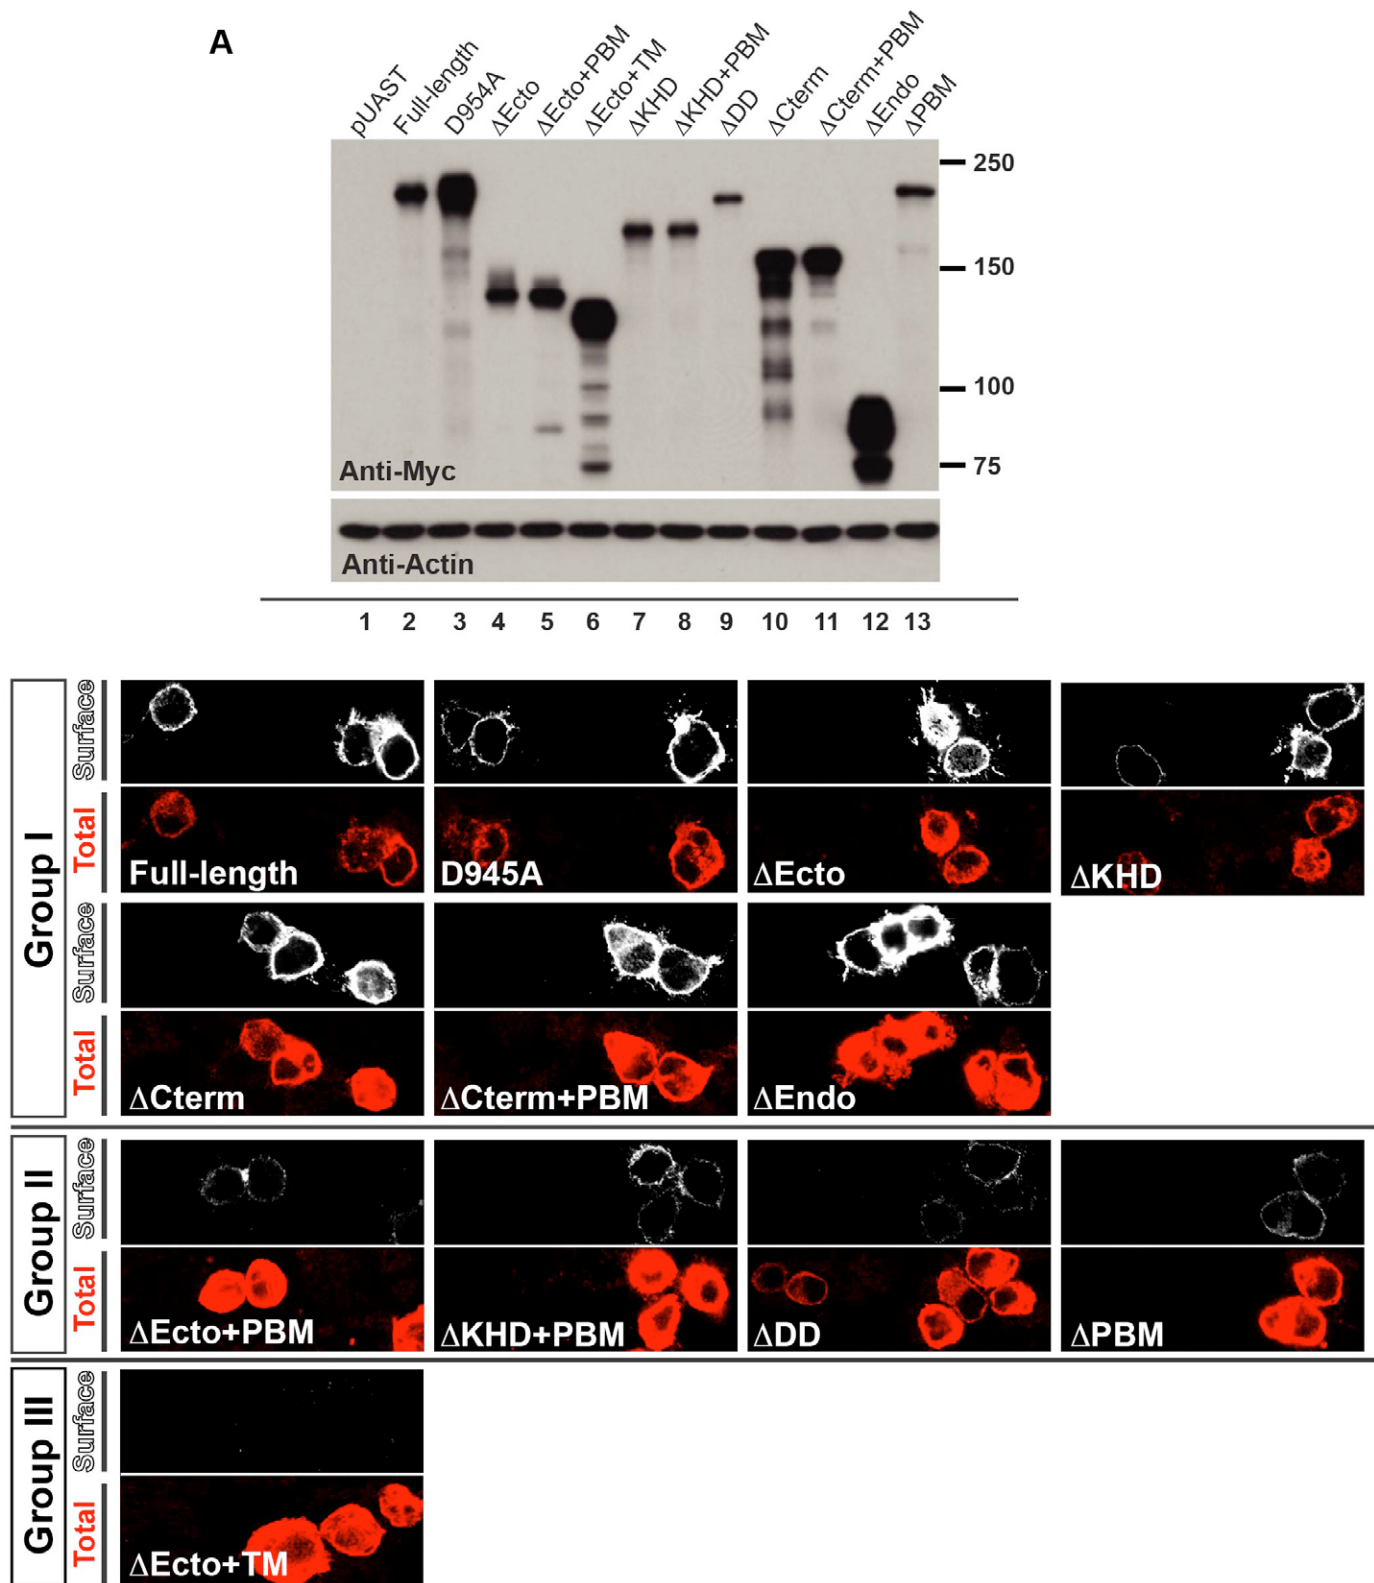 A
pUAST
Full-length
D954A
ΔEcto
ΔEcto+PBM
ΔEcto+TM
ΔKHD
ΔKHD+PBM
ΔDD
ΔCterm
ΔCterm+PBM
ΔEndo
ΔPBM
250
150
100
75
Anti-Myc
Anti-Actin
1 2 3 4 5 6 7 8 9 10 11 12 13
Group I
Surface
Total
Full-length D945A ΔEcto ΔKHD
Surface
Total
ΔCterm ΔCterm+PBM ΔEndo
Group II
Surface
Total
ΔEcto+PBM ΔKHD+PBM ΔDD ΔPBM
Group III
Surface
Total
ΔEcto+TM